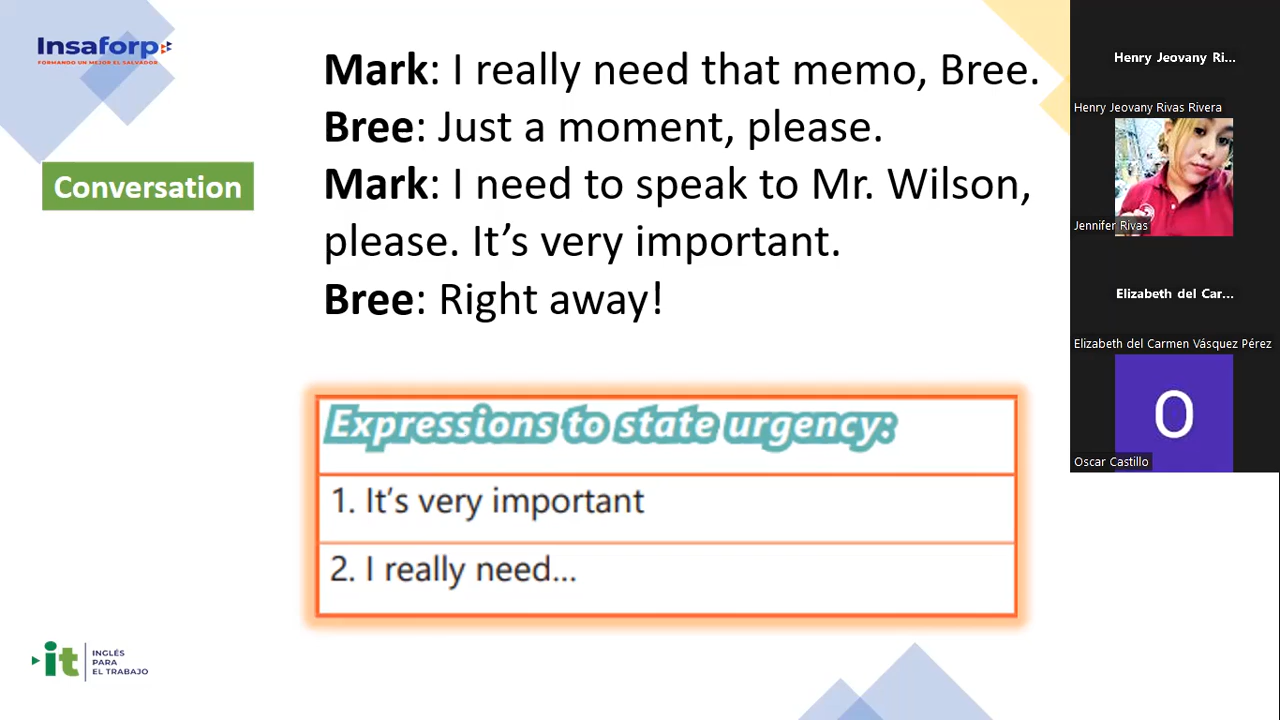 Insaforp
FORMANDO UN MEJOR EL SALVADOR
Conversation
Mark: I really need that memo, Bree.
Bree: Just a moment, please.
Mark: I need to speak to Mr. Wilson,
please. It’s very important.
Bree: Right away!
Expressions to state urgency:
1. It’s very important
2. I really need...
it
INGLÉS
PARA
EL TRABAJO
Henry Jeovany Ri...
Henry Jeovany Rivas Rivera
Jennifer Rivas
Elizabeth del Car...
Elizabeth del Carmen Vásquez Pérez
O
Oscar Castillo